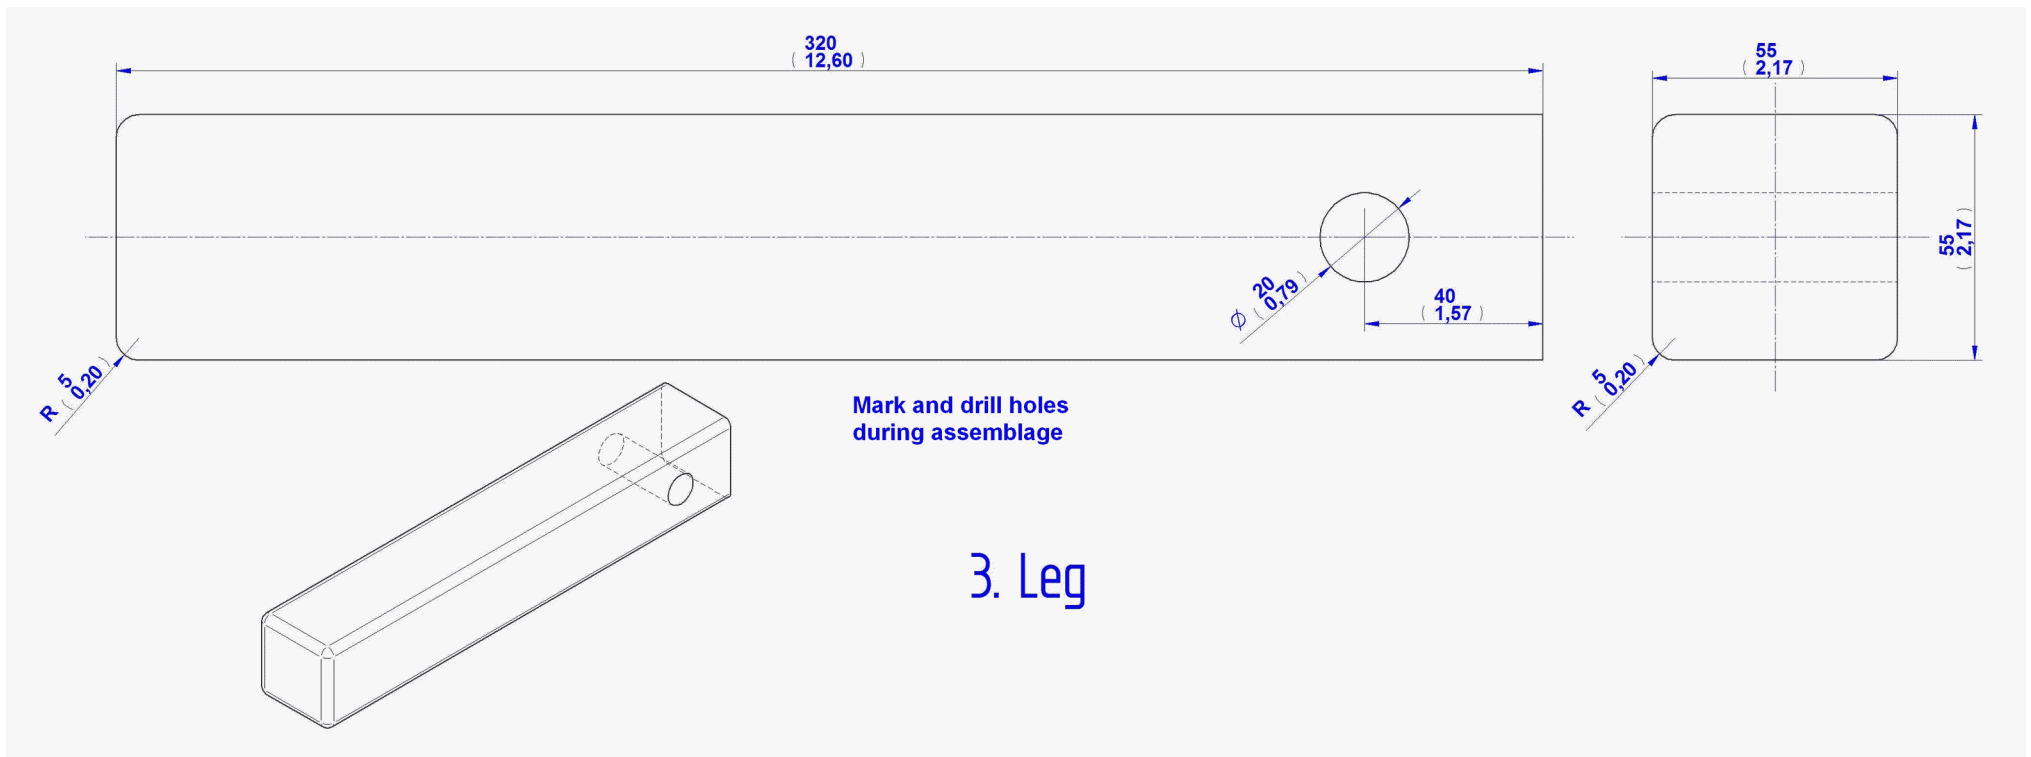 320
( 12,60 )
55
( 2,17 )
55
( 2,17 )
20
Ø ( 0,79 )
40
( 1,57 )
5
R ( 0,20 )
5
R ( 0,20 )
Mark and drill holes
during assemblage
3. Leg